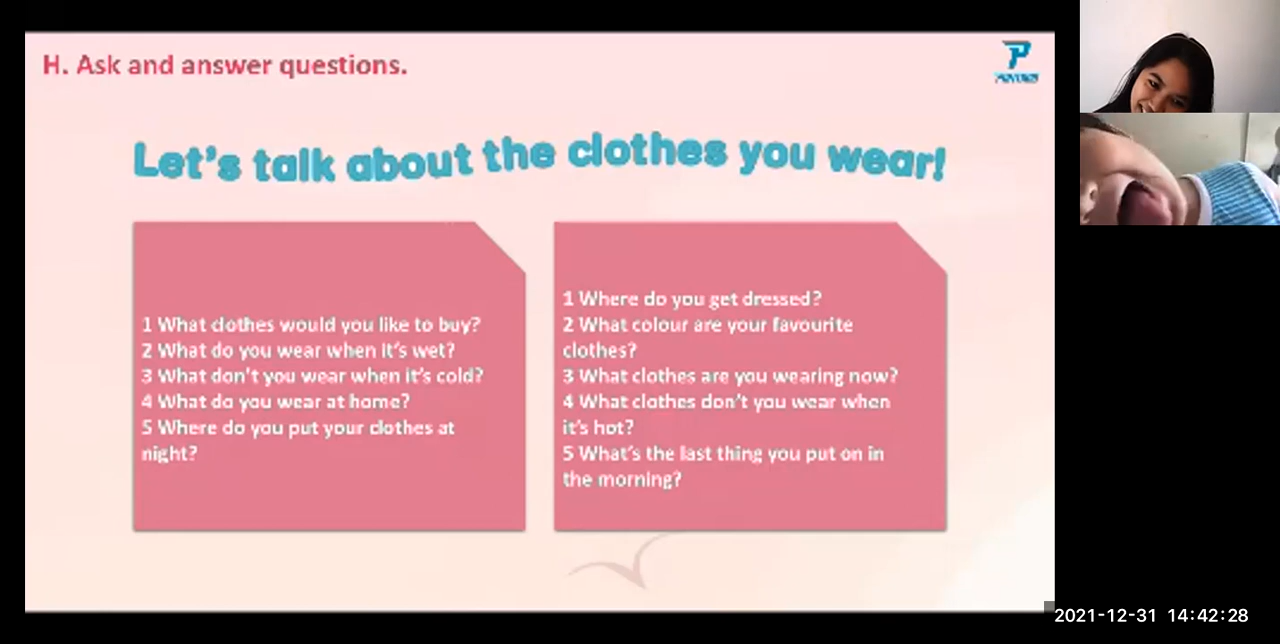 H. Ask and answer questions.
Let's talk about the clothes you wear!
1 What clothes would you like to buy?
2 What do you wear when it's wet?
3 What don't you wear when it's cold?
4 What do you wear at home?
5 Where do you put your clothes at
night?
1 Where do you get dressed?
2 What colour are your favourite
clothes?
3 What clothes are you wearing now?
4 What clothes don't you wear when
it's hot?
5 What's the last thing you put on in
the morning?
2021-12-31 14:42:28